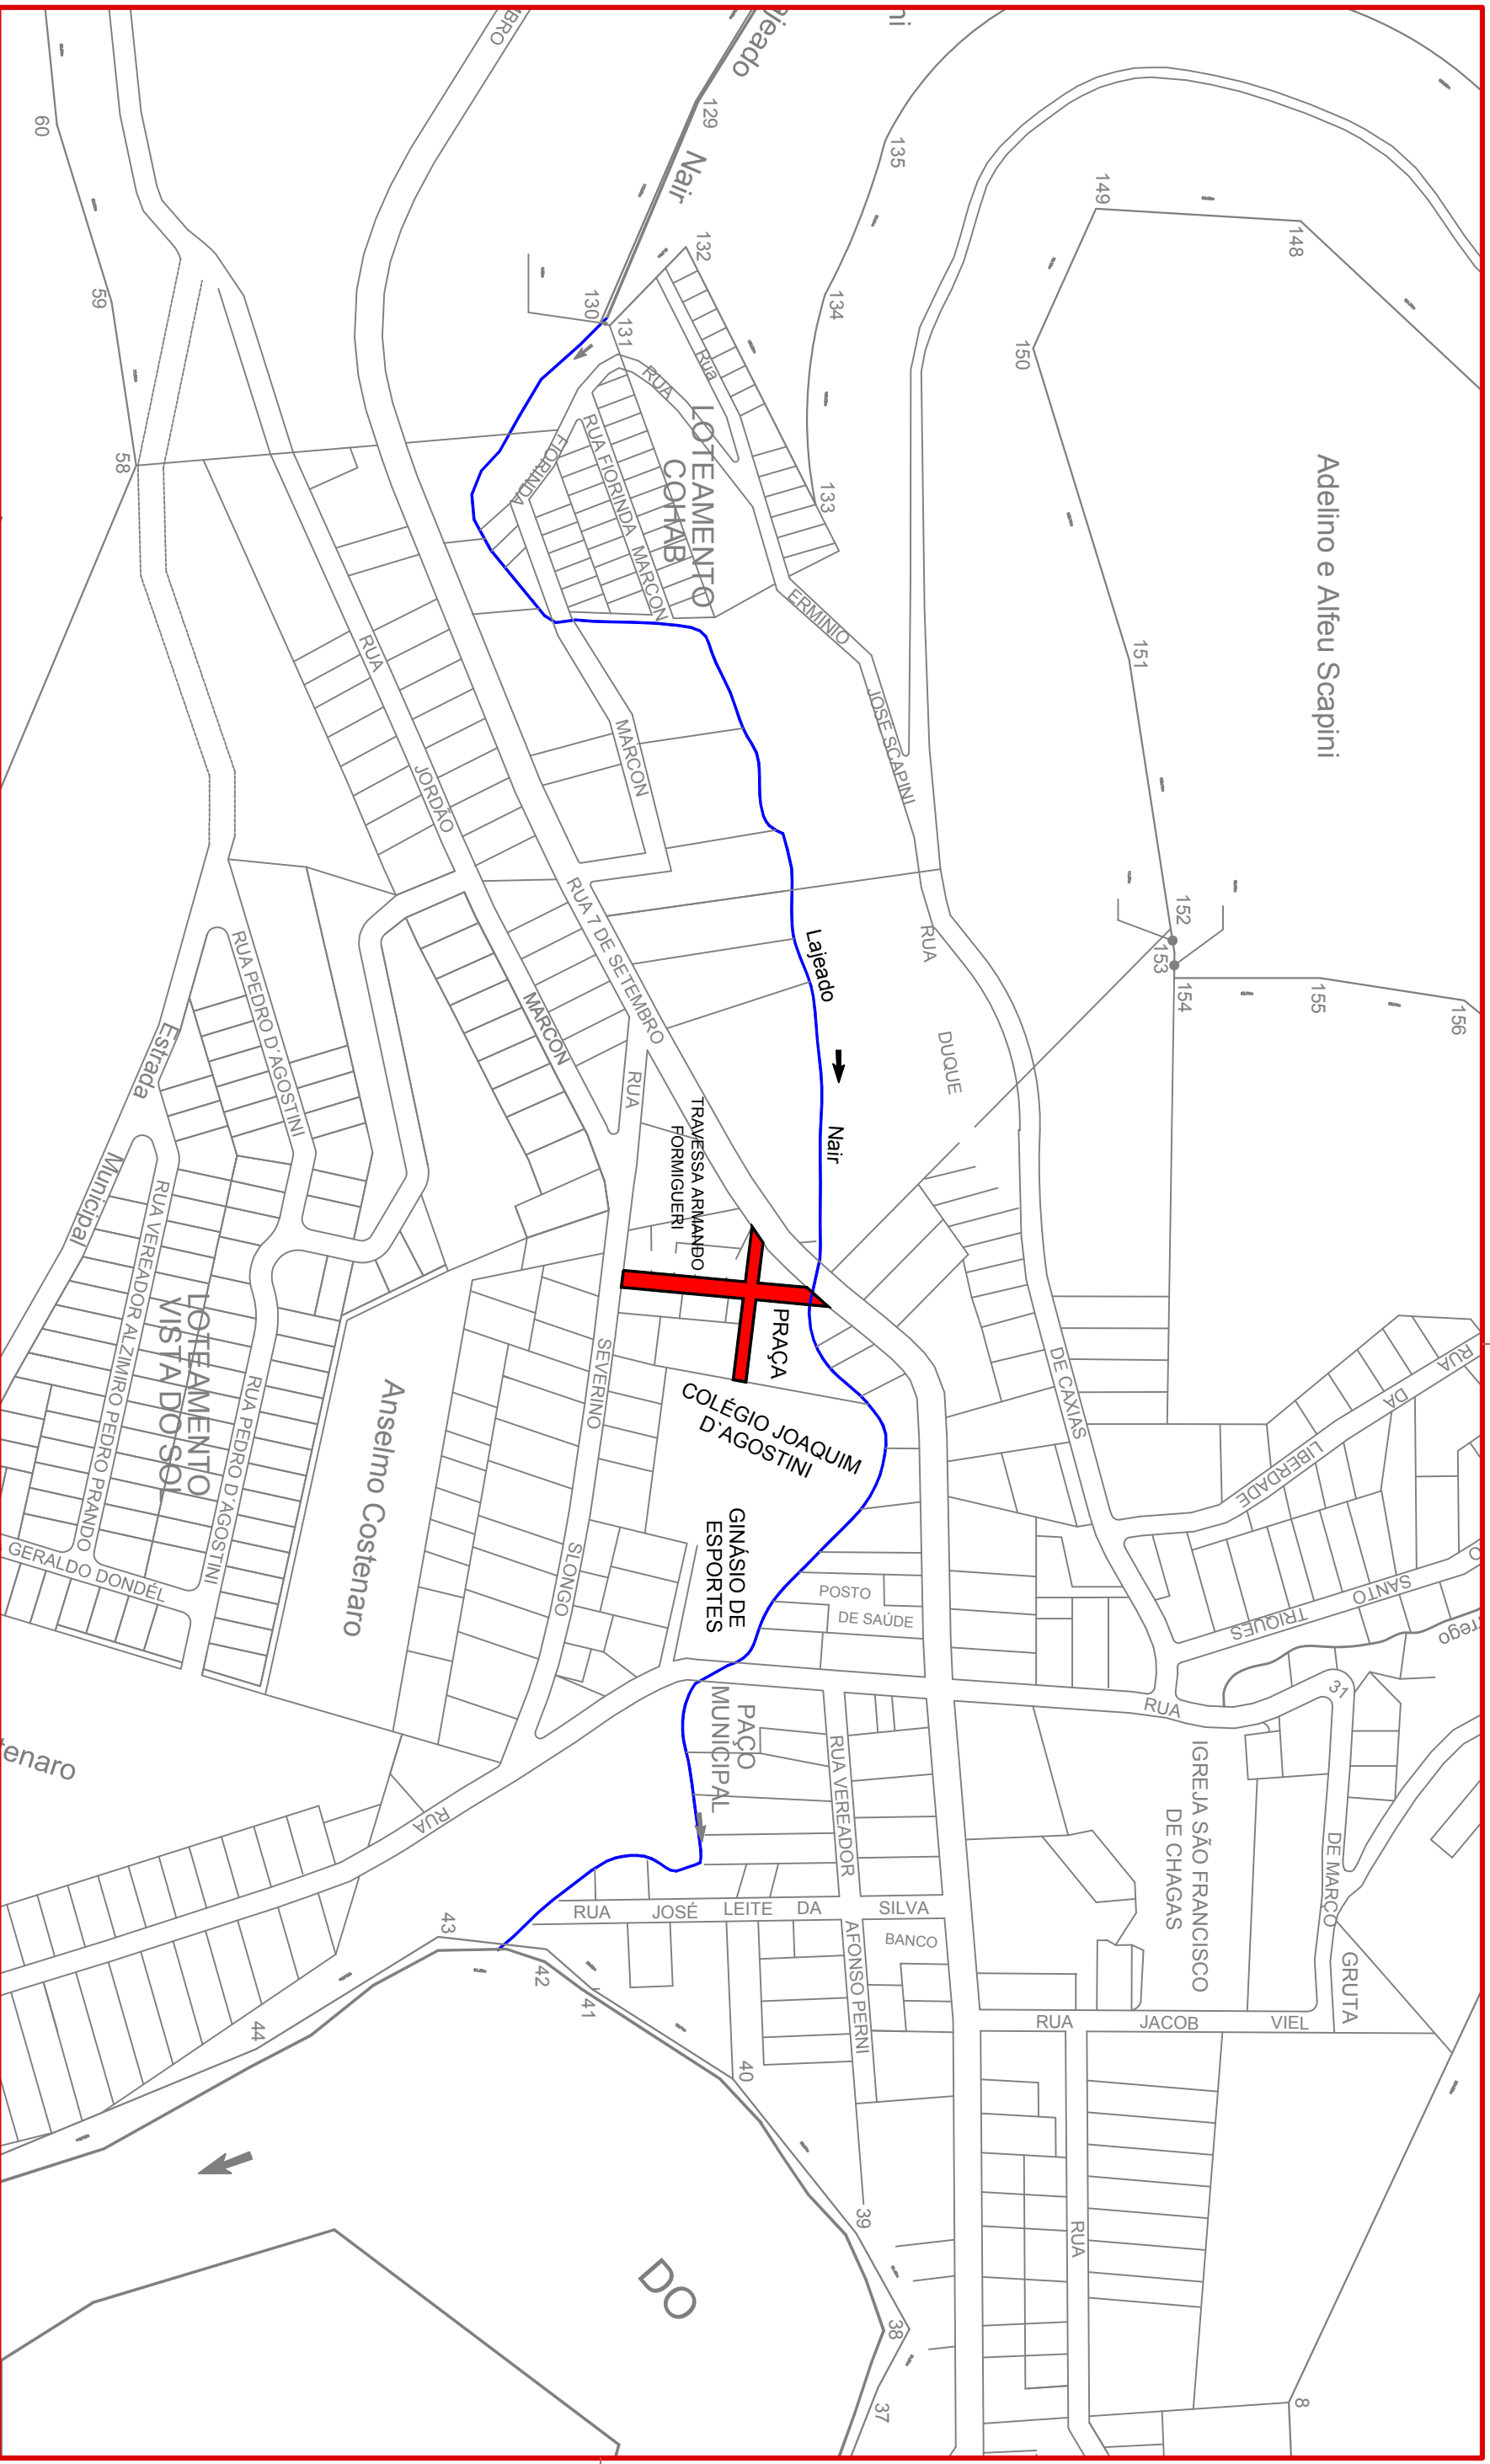 Adelino e Alfeu Scapini
148
149
150
151
152
153
154
155
156
135
134
133
132
131
130
129
Nair
LOTEAMENTO
COHAB
Rua
RUA
FIORINDA
RUA FIORINDA MARCON
MARCON
ERMINIO
JOSÉ SCAPINI
RUA
DUQUE
DE CAXIAS
Lajeado
Nair
RUA 7 DE SETEMBRO
RUA
JORDÃO
MARCON
RUA
SEVERINO
SLONGO
TRAVESSA ARMANDO
FORMIGUERI
PRAÇA
COLÉGIO JOAQUIM
D`AGOSTINI
GINÁSIO DE
ESPORTES
POSTO
DE SAÚDE
PAÇO
MUNICIPAL
RUA VEREADOR
AFONSO PERNI
RUA JOSÉ LEITE DA SILVA
BANCO
RUA
31
DE MARCO
IGREJA SÃO FRANCISCO
DE CHAGAS
GRUTA
RUA JACOB VIEL
RUA
RUA
DA
LIBERDADE
SANTO
TRIQUES
60
59
58
Estrada
Municipal
RUA PEDRO D´AGOSTINI
RUA VEREADOR ALZIMIRO PEDRO PRANDO
LOTEAMENTO
VISTA DO SOL
RUA PEDRO D´AGOSTINI
GERALDO DONDÉL
Anselmo Costenaro
tenaro
RUA
43
44
42
41
40
39
38
37
8
DO